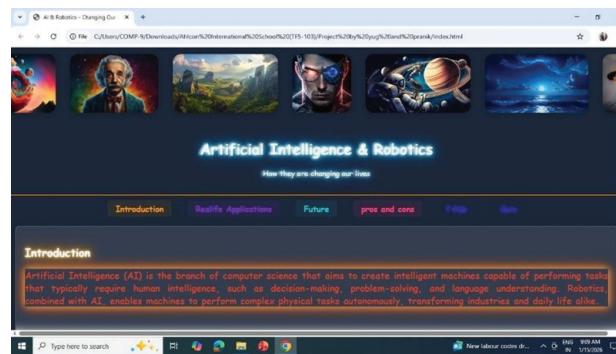 AI & Robotics - Changing Our
File
C:/Users/COMP-9/Downloads/Ahlcon%20International%20School%20(TFS-103)/Project%20by%20yug%20and%20pranik/index.html
Artificial Intelligence & Robotics
How they are changing our lives
Introduction
Reallife Applications
Future
pros and cons
Introduction
Artificial Intelligence (AI) is the branch of computer science that aims to create intelligent machines capable of performing tasks
that typically require human intelligence, such as decision-making, problem-solving, and language understanding. Robotics,
combined with AI, enables machines to perform complex physical tasks autonomously, transforming industries and daily life alike.
Type here to search
New labour codes dr...
ENG
IN
9:09 AM
1/15/2026